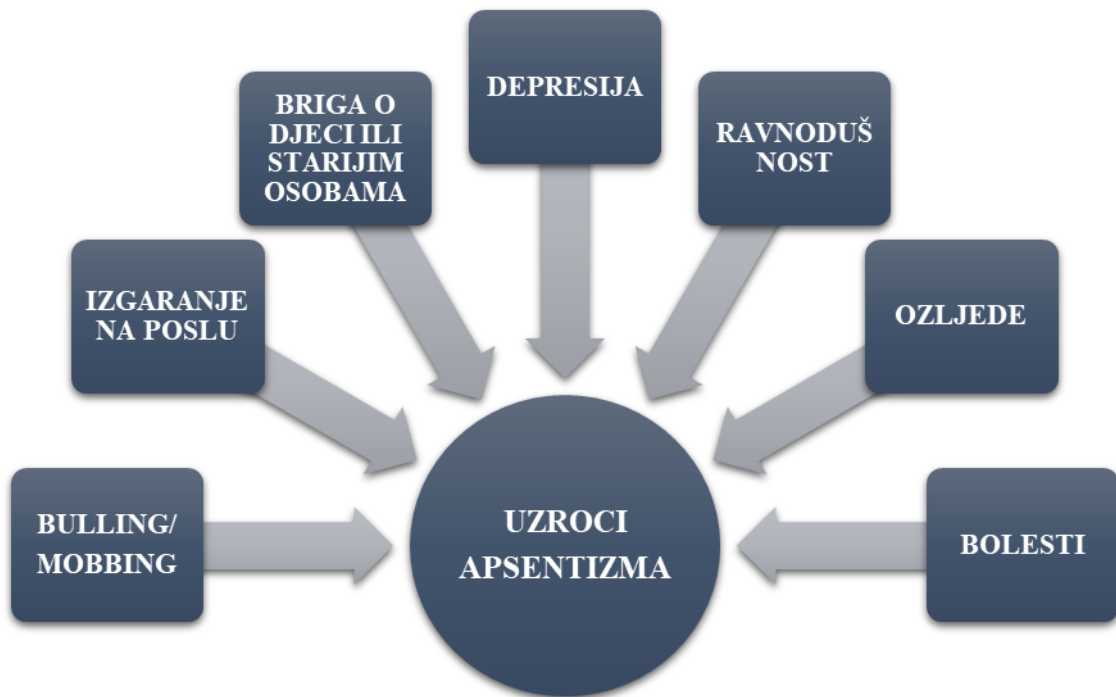 DEPRESIJA
BRIGA O
DJECI ILI
STARIJIM
OSOBAMA
RAVNODUŠ
NOST
IZGARANJE
NA POSLU
OZLJEDE
BULLING/
MOBBING
UZROCI
APSENTIZMA
BOLESTI